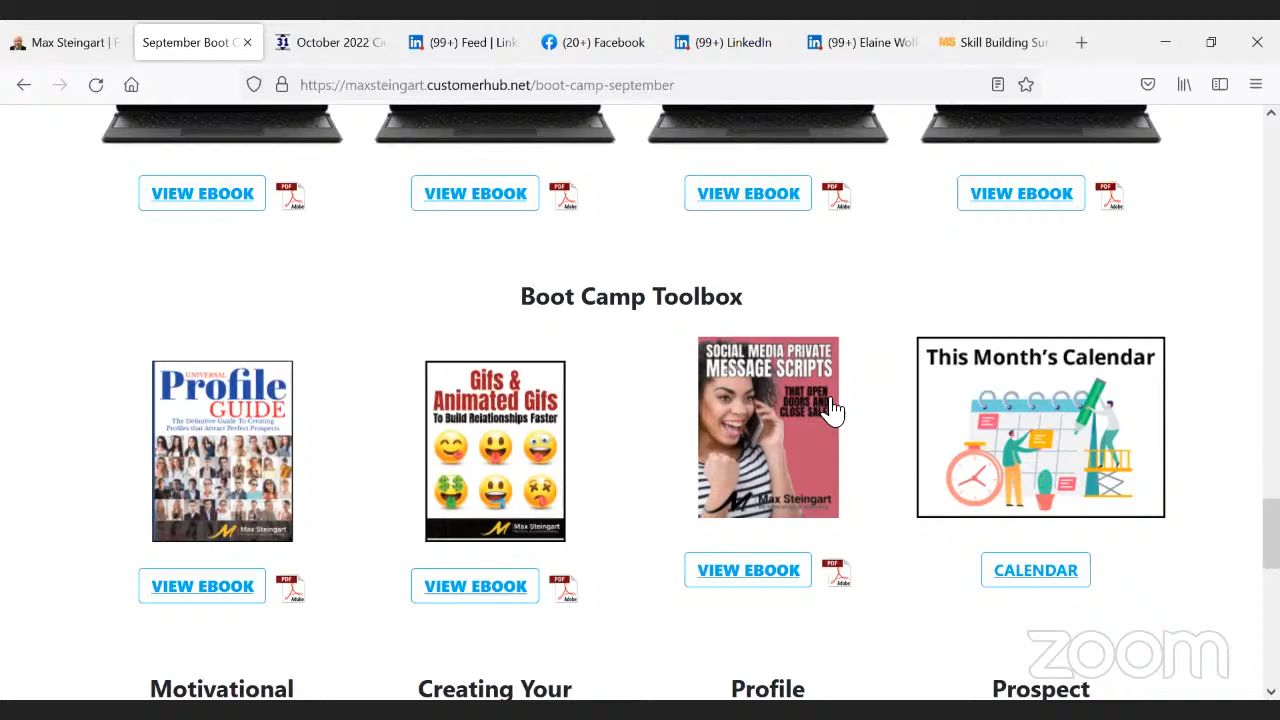 Max Steingart | F
September Boot C
October 2022 Ca
(99+) Feed | Link
(20+) Facebook
(99+) LinkedIn
(99+) Elaine Woll
Skill Building Su
https://maxsteingart.customerhub.net/boot-camp-september
VIEW EBOOK
VIEW EBOOK
VIEW EBOOK
VIEW EBOOK
Boot Camp Toolbox
UNIVERSAL
Profile
GUIDE
The Definitive Guide To Creating
Profiles that Attract Perfect Prospects
Max Steingart
Gifs &
Animated Gifs
To Build Relationships Faster
Max Steingart
SOCIAL MEDIA PRIVATE
MESSAGE SCRIPTS
THAT OPEN
DOORS AND
Max Steingart
This Month's Calendar
VIEW EBOOK
VIEW EBOOK
VIEW EBOOK
CALENDAR
zoom
Motivational
Creating Your
Profile
Prospect